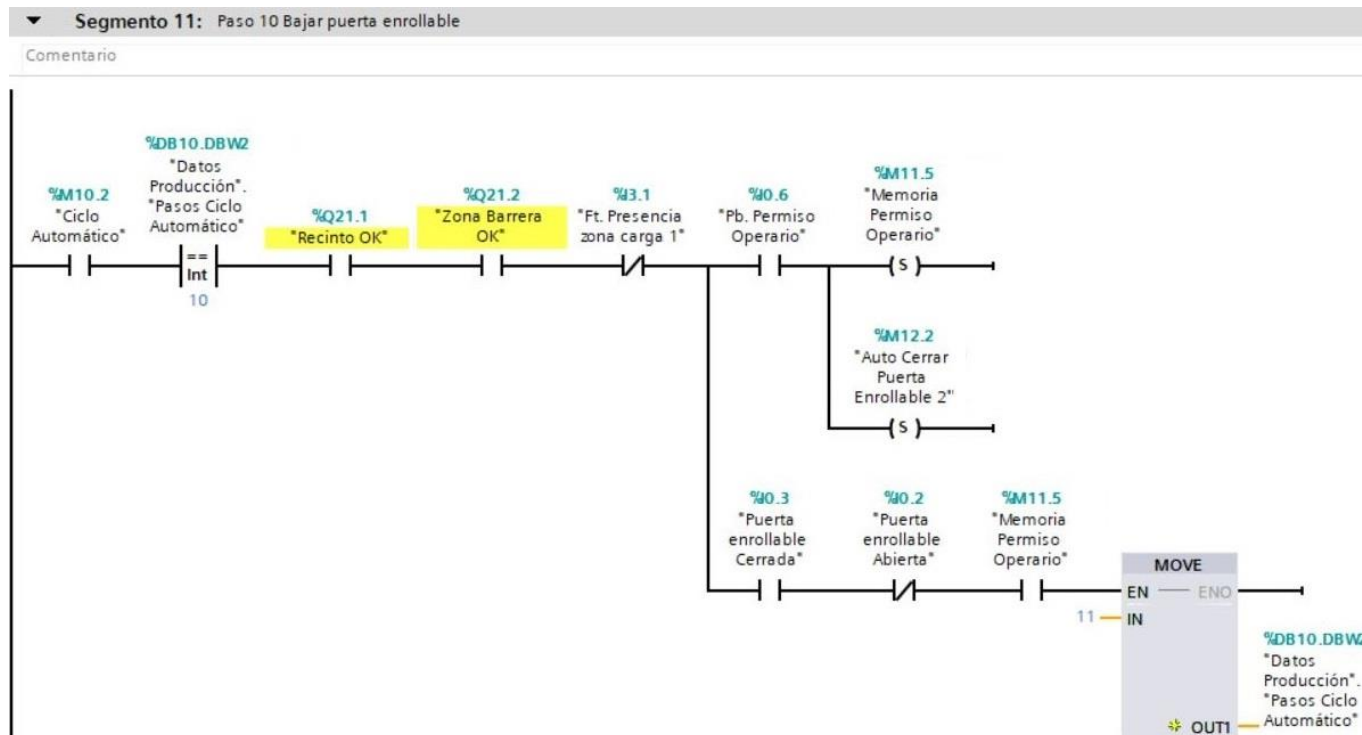 Segmento 11: Paso 10 Bajar puerta enrollable
Comentario
%M10.2
"Ciclo
Automático"
%DB10.DBW2
"Datos
Producción".
"Pasos Ciclo
Automático"
==
Int
10
%Q21.1
"Recinto OK"
%Q21.2
"Zona Barrera
OK"
%I3.1
"Ft. Presencia
zona carga 1"
%I0.6
"Pb. Permiso
Operario"
%M11.5
"Memoria
Permiso
Operario"
S
%M12.2
"Auto Cerrar
Puerta
Enrollable 2"
S
%I0.3
"Puerta
enrollable
Cerrada"
%I0.2
"Puerta
enrollable
Abierta"
%M11.5
"Memoria
Permiso
Operario"
MOVE
EN ENO
11 IN
%DB10.DBW2
"Datos
Producción".
"Pasos Ciclo
Automático"
OUT1